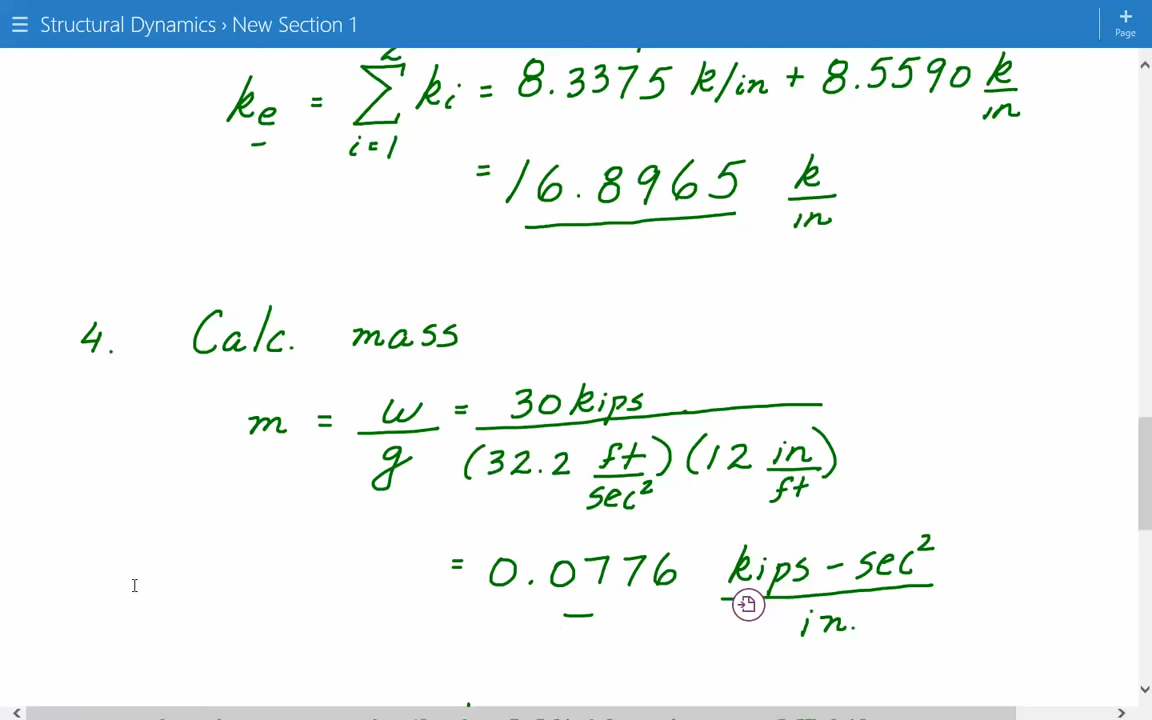 Structural Dynamics › New Section 1
Page
ke = 2 Σ i=1 ki = 8.3375 k/in + 8.5590 k/in
= 16.8965 k/in
4. Calc. mass
m = w/g = 30 kips / (32.2 ft/sec²)(12 in/ft)
= 0.0776 kips-sec²/in.